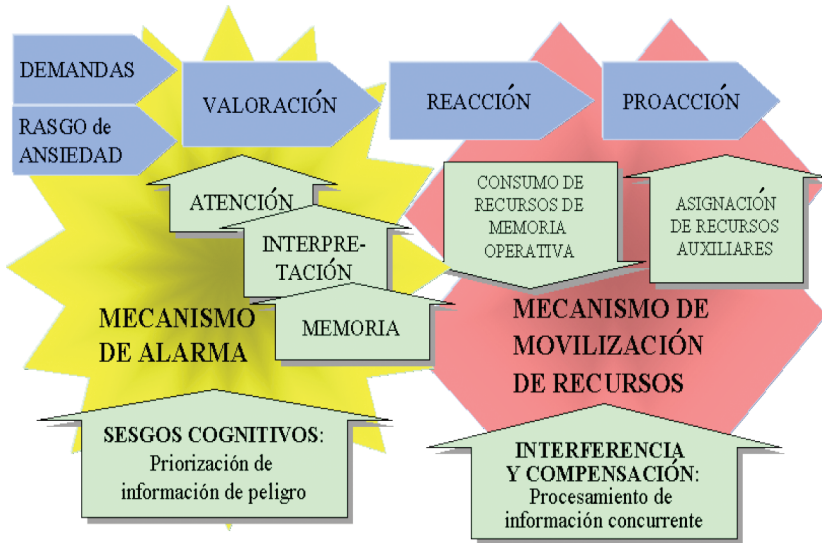 DEMANDAS
RASGO de
ANSIEDAD
VALORACIÓN
REACCIÓN
PROACCIÓN
ATENCIÓN
INTERPRE-
TACIÓN
MEMORIA
CONSUMO DE
RECURSOS DE
MEMORIA
OPERATIVA
ASIGNACIÓN
DE RECURSOS
AUXILIARES
MECANISMO
DE ALARMA
MECANISMO DE
MOVILIZACIÓN
DE RECURSOS
SESGOS COGNITIVOS:
Priorización de
información de peligro
INTERFERENCIA
Y COMPENSACIÓN:
Procesamiento de
información concurrente